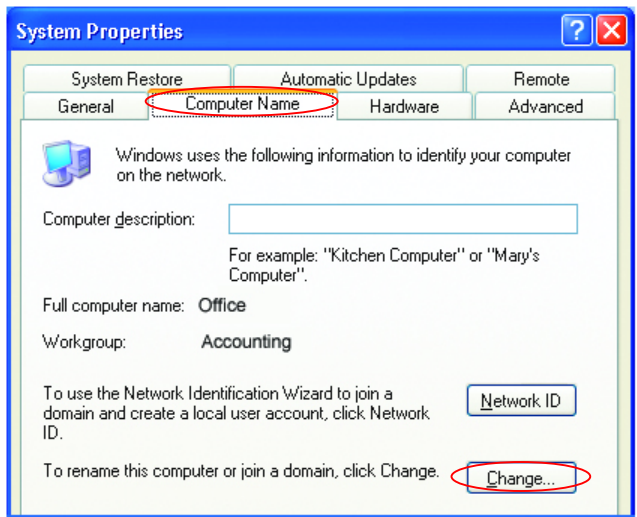 System Properties
System Restore
Automatic Updates
Remote
General
Computer Name
Hardware
Advanced
Windows uses the following information to identify your computer
on the network.
Computer description:
For example: "Kitchen Computer" or "Mary's
Computer".
Full computer name: Office
Workgroup: Accounting
To use the Network Identification Wizard to join a
domain and create a local user account, click Network
ID.
Network ID
To rename this computer or join a domain, click Change.
Change...